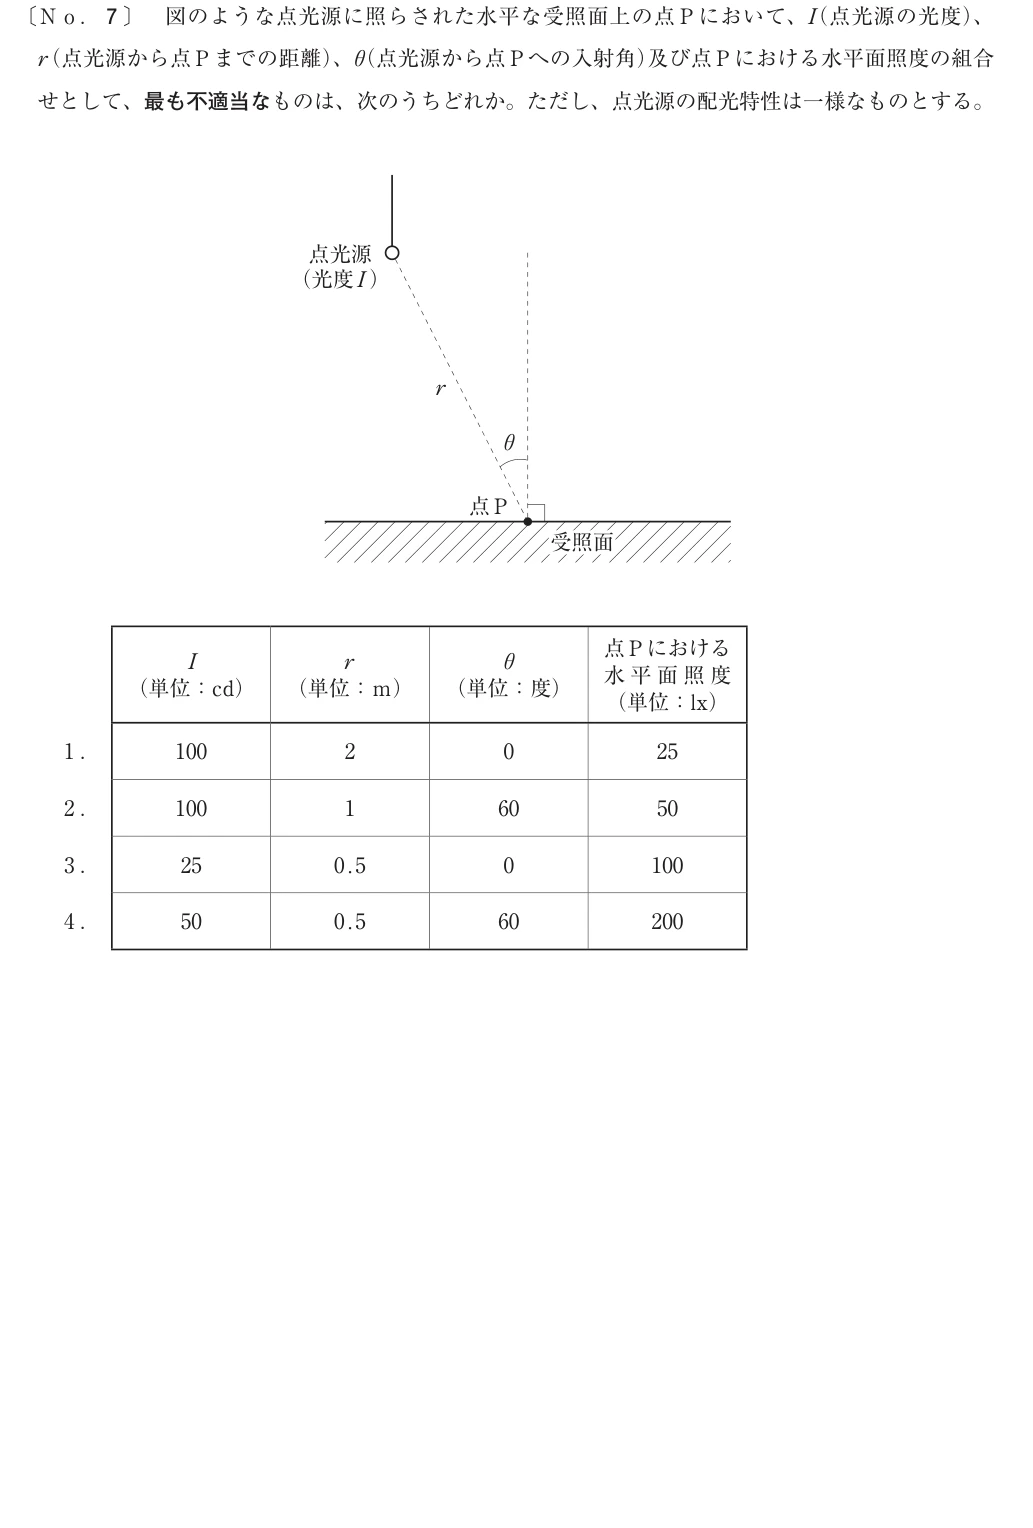 〔Ｎｏ．７〕　図のような点光源に照らされた水平な受照面上の点Ｐにおいて、I（点光源の光度）、
r（点光源から点Ｐまでの距離）、θ（点光源から点Ｐへの入射角）及び点Ｐにおける水平面照度の組合
せとして、最も不適当なものは、次のうちどれか。ただし、点光源の配光特性は一様なものとする。
点光源
（光度I）
r
θ
点Ｐ
受照面
I （単位：cd） r （単位：m） θ （単位：度） 点Ｐにおける水平面照度（単位：lx）
1. 100 2 0 25
2. 100 1 60 50
3. 25 0.5 0 100
4. 50 0.5 60 200